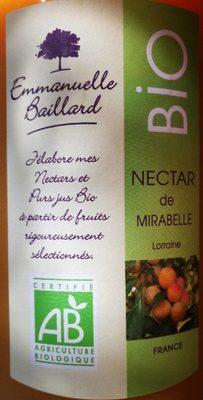 Emmanuelle
Baillard
J'élabore mes
Nectars et
Purs jus Bio
à partir de fruits
rigoureusement
sélectionnés.
CERTIFIÉ
AB
AGRICULTURE
BIOLOGIQUE
BiO
NECTAR
de
MIRABELLE
Lorraine
FRANCE